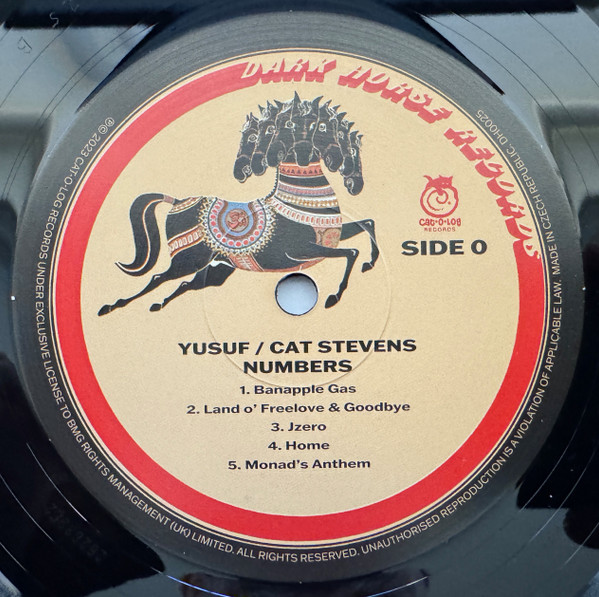 DARK HORSE RECORDS
CAT-O-LOG
RECORDS
SIDE 0
YUSUF / CAT STEVENS
NUMBERS
1. Banapple Gas
2. Land o' Freelove & Goodbye
3. Jzero
4. Home
5. Monad's Anthem
℗© 2023 CAT-O-LOG RECORDS UNDER EXCLUSIVE LICENSE TO BMG RIGHTS MANAGEMENT (UK) LIMITED. ALL RIGHTS RESERVED. UNAUTHORISED REPRODUCTION IS A VIOLATION OF APPLICABLE LAW. MADE IN CZECH REPUBLIC. DH0025